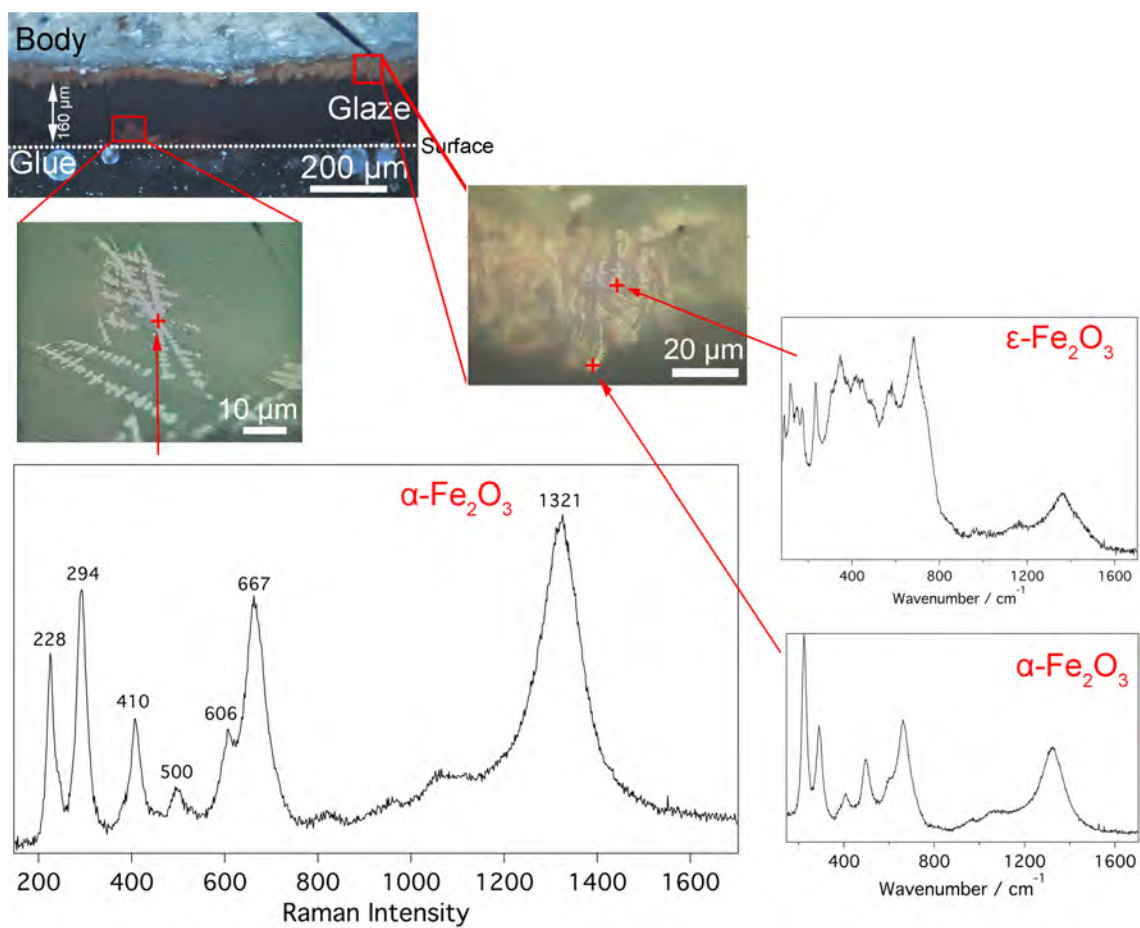 Body
160 µm
Glaze
Surface
Glue
200 µm
10 µm
20 µm
ε-Fe2O3
400 800 1200 1600
Wavenumber / cm-1
α-Fe2O3
228
294
410
500
606
667
1321
200 400 600 800 1000 1200 1400 1600
Raman Intensity
α-Fe2O3
400 800 1200 1600
Wavenumber / cm-1